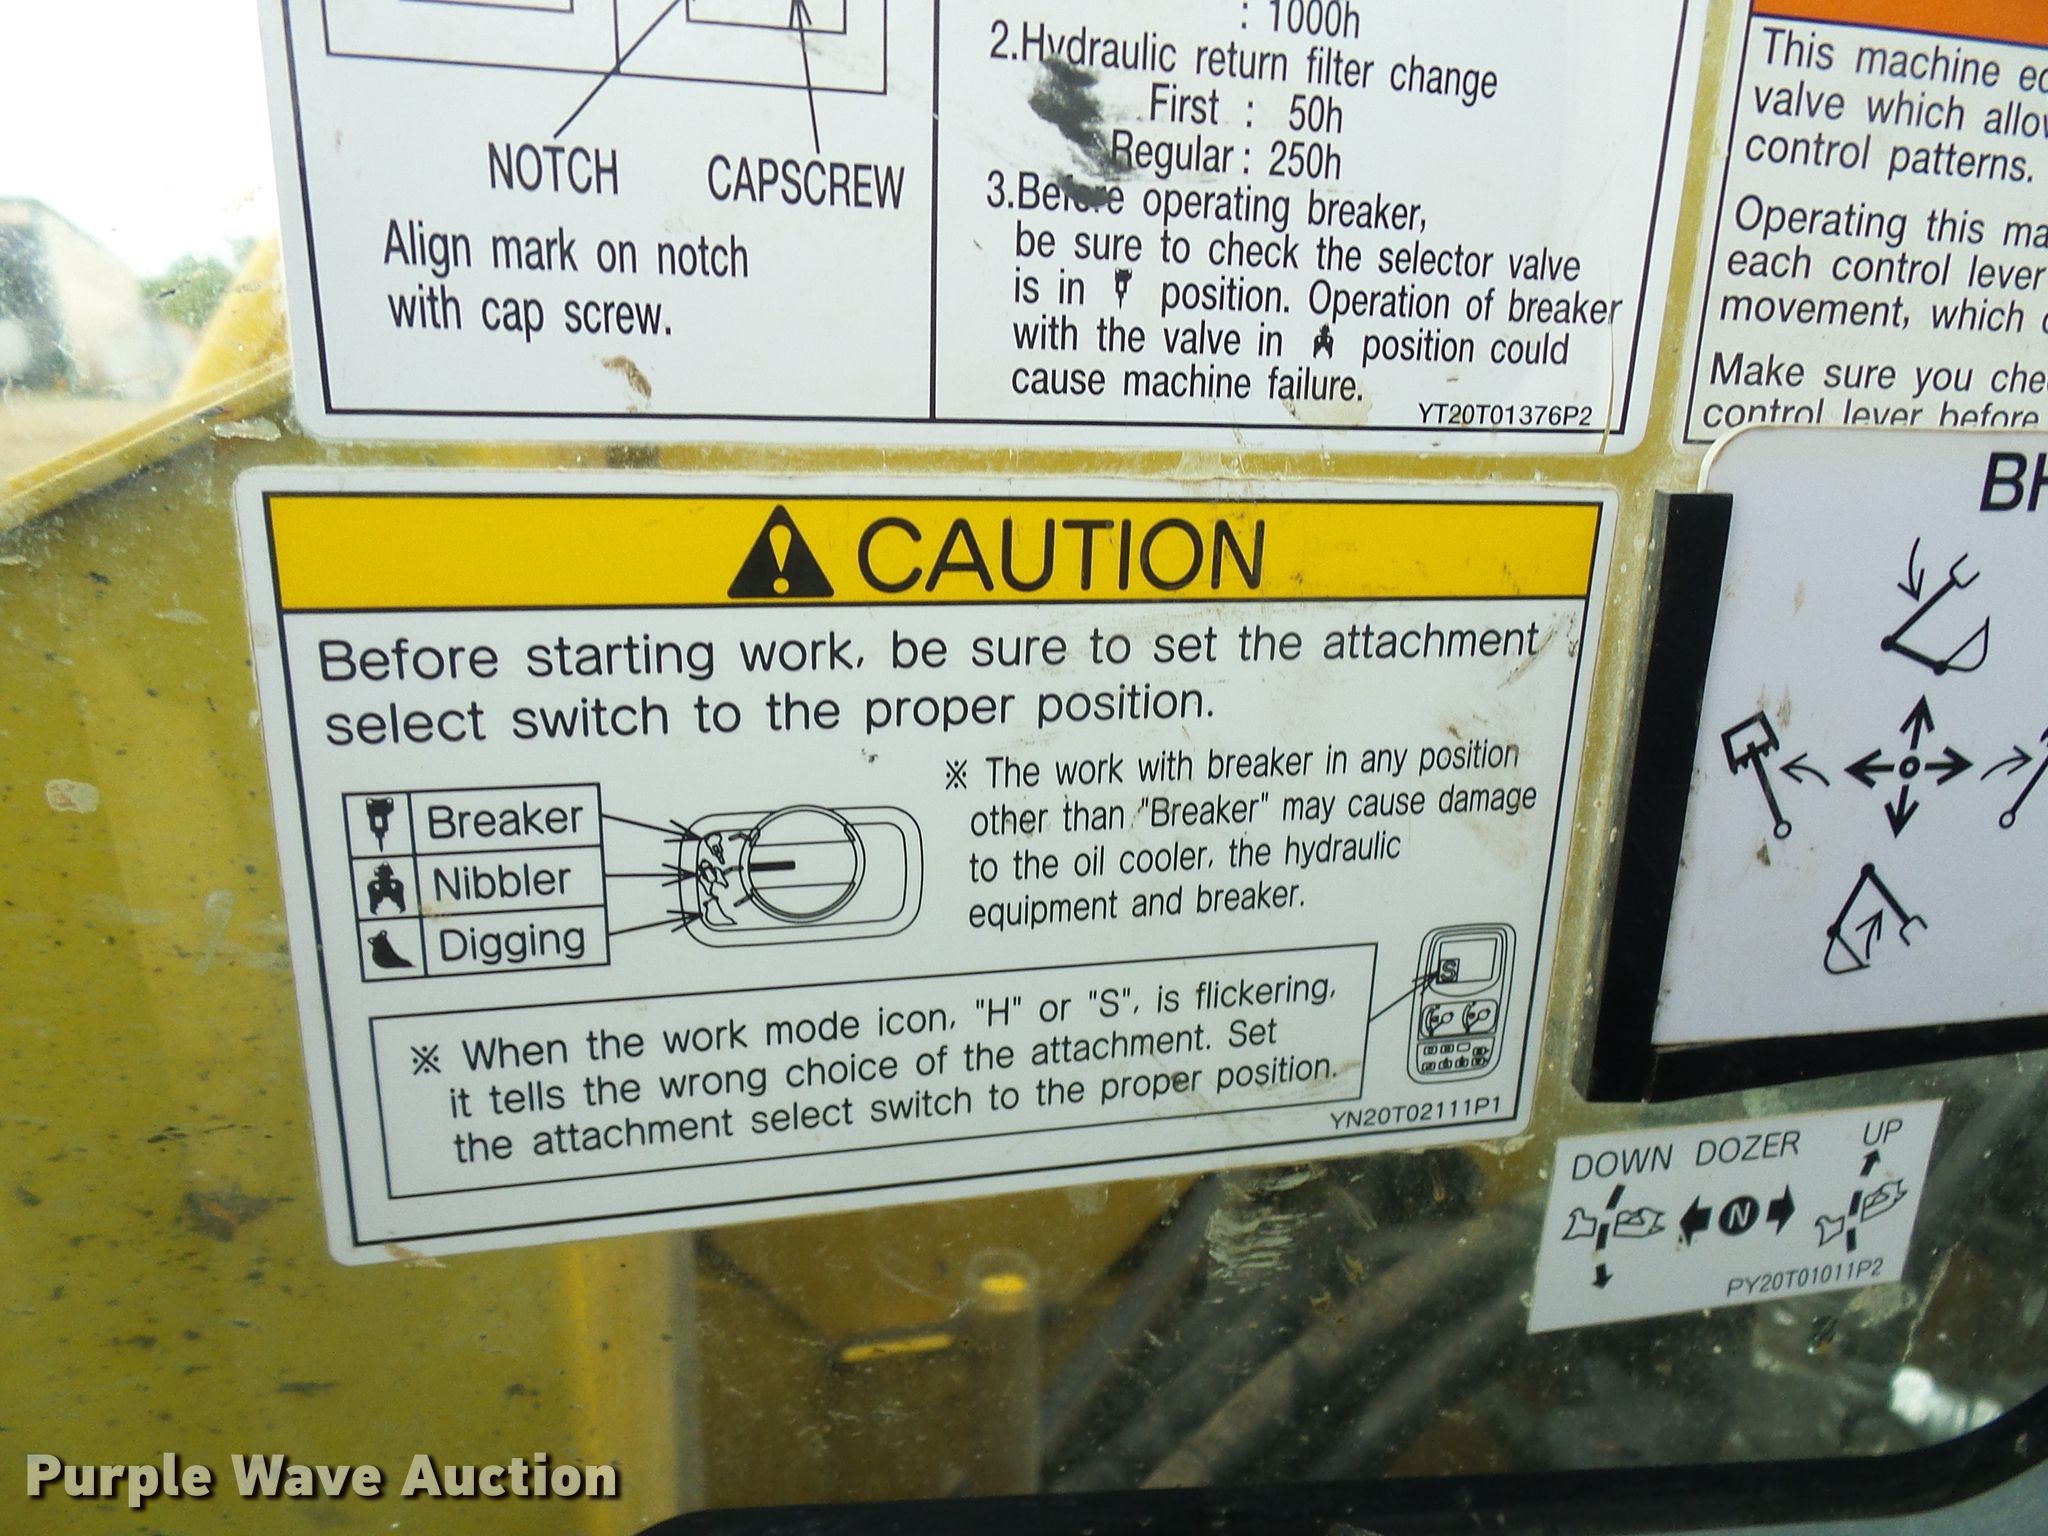 : 1000h
2.Hydraulic return filter change
First : 50h
Regular : 250h
3.Before operating breaker,
be sure to check the selector valve
is in position. Operation of breaker
with the valve in position could
cause machine failure.
YT20T01376P2
NOTCH CAPSCREW
Align mark on notch
with cap screw.
This machine
valve which
control patterns.
Operating this
each control lever
movement, which
Make sure you
control lever before
CAUTION
Before starting work, be sure to set the attachment
select switch to the proper position.
Breaker
Nibbler
Digging
※ The work with breaker in any position
other than "Breaker" may cause damage
to the oil cooler, the hydraulic
equipment and breaker.
※ When the work mode icon, "H" or "S", is flickering,
it tells the wrong choice of the attachment. Set
the attachment select switch to the proper position.
S
YN20T02111P1
DOWN DOZER UP
N
PY20T01011P2
Purple Wave Auction